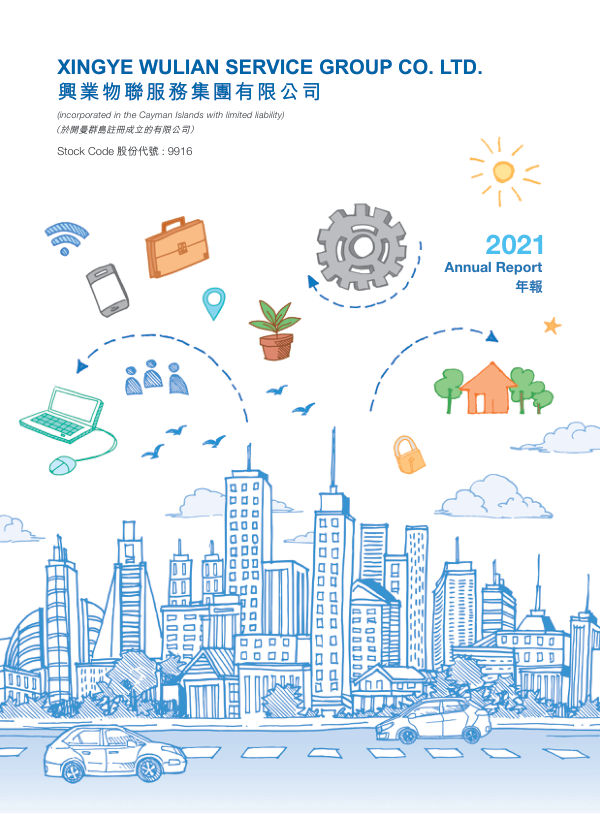 XINGYE WULIAN SERVICE GROUP CO. LTD.
興業物聯服務集團有限公司
(incorporated in the Cayman Islands with limited liability)
(於開曼群島註冊成立的有限公司)
Stock Code 股份代號 : 9916
2021
Annual Report
年報